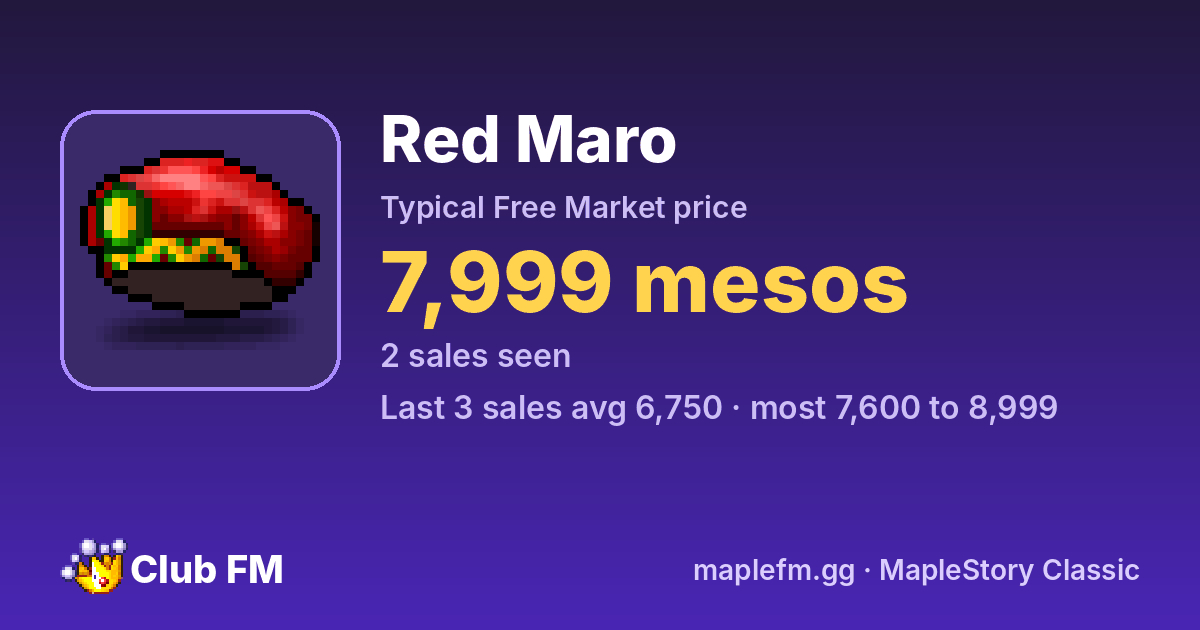 Red Maro
Typical Free Market price
7,999 mesos
2 sales seen
Last 3 sales avg 6,750 · most 7,600 to 8,999
Club FM
maplefm.gg · MapleStory Classic